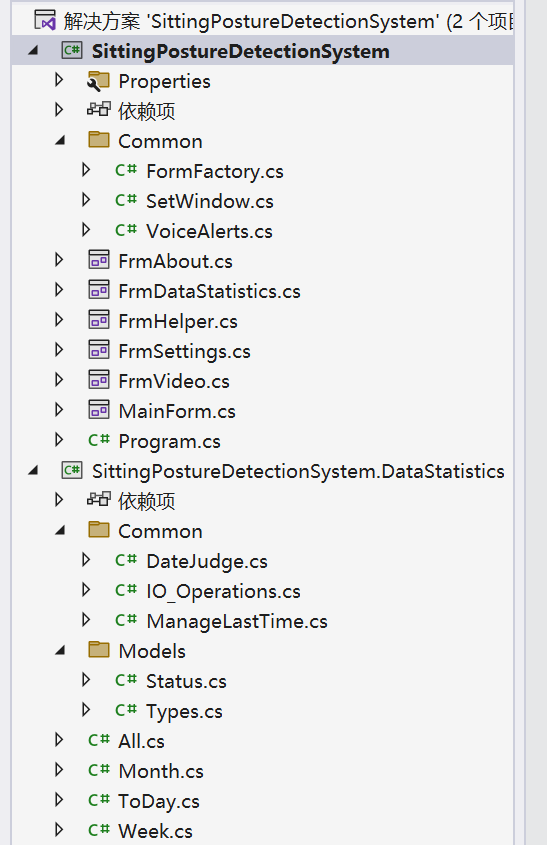 解决方案 'SittingPostureDetectionSystem' (2 个项
C# SittingPostureDetectionSystem
Properties
依赖项
Common
C# FormFactory.cs
C# SetWindow.cs
C# VoiceAlerts.cs
FrmAbout.cs
FrmDataStatistics.cs
FrmHelper.cs
FrmSettings.cs
FrmVideo.cs
MainForm.cs
C# Program.cs
C# SittingPostureDetectionSystem.DataStatistics
依赖项
Common
C# DateJudge.cs
C# IO_Operations.cs
C# ManageLastTime.cs
Models
C# Status.cs
C# Types.cs
C# All.cs
C# Month.cs
C# ToDay.cs
C# Week.cs